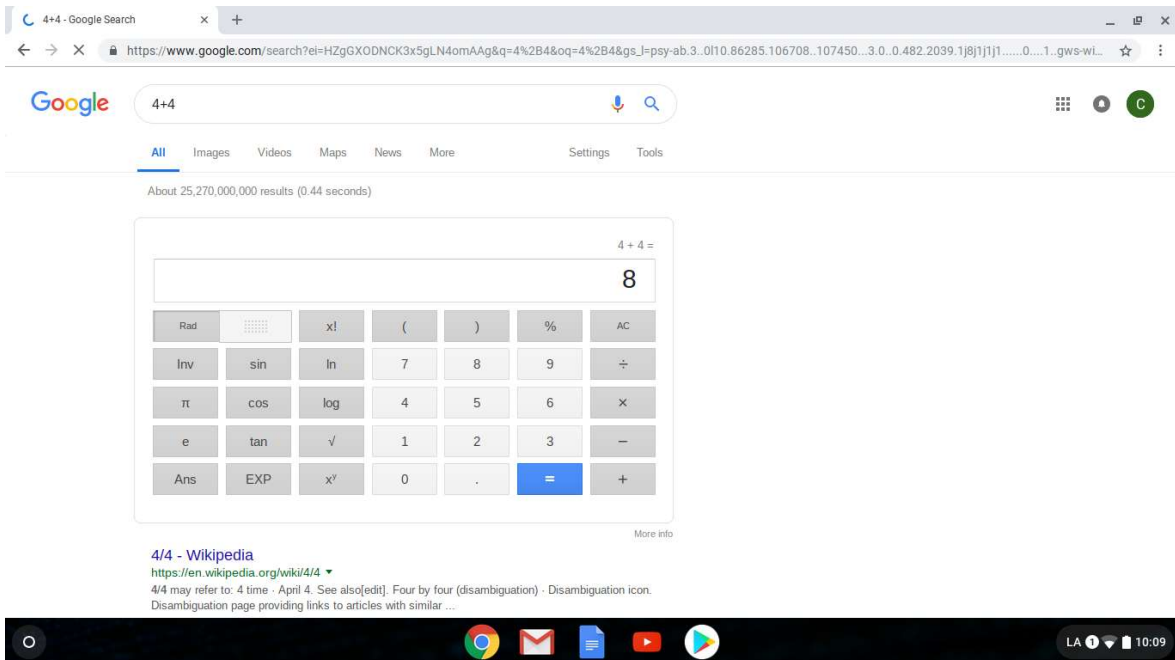 4+4 - Google Search
https://www.google.com/search?ei=HZgGXODNCK3x5gLN4omAAg&q=4%2B4&oq=4%2B4&gs_l=psy-ab.3..0l10.86285.106708..107450...3.0..0.482.2039.1j8j1j1j1......0....1..gws-wi...
Google 4+4 C
All Images Videos Maps News More Settings Tools
About 25,270,000,000 results (0.44 seconds)
4 + 4 =
8
Rad x! ( ) % AC
Inv sin ln 7 8 9 ÷
π cos log 4 5 6 ×
e tan √ 1 2 3 −
Ans EXP xʸ 0 . = +
More info
4/4 - Wikipedia
https://en.wikipedia.org/wiki/4/4
4/4 may refer to: 4 time · April 4. See also[edit]. Four by four (disambiguation) · Disambiguation icon.
Disambiguation page providing links to articles with similar ...
LA 1 10:09